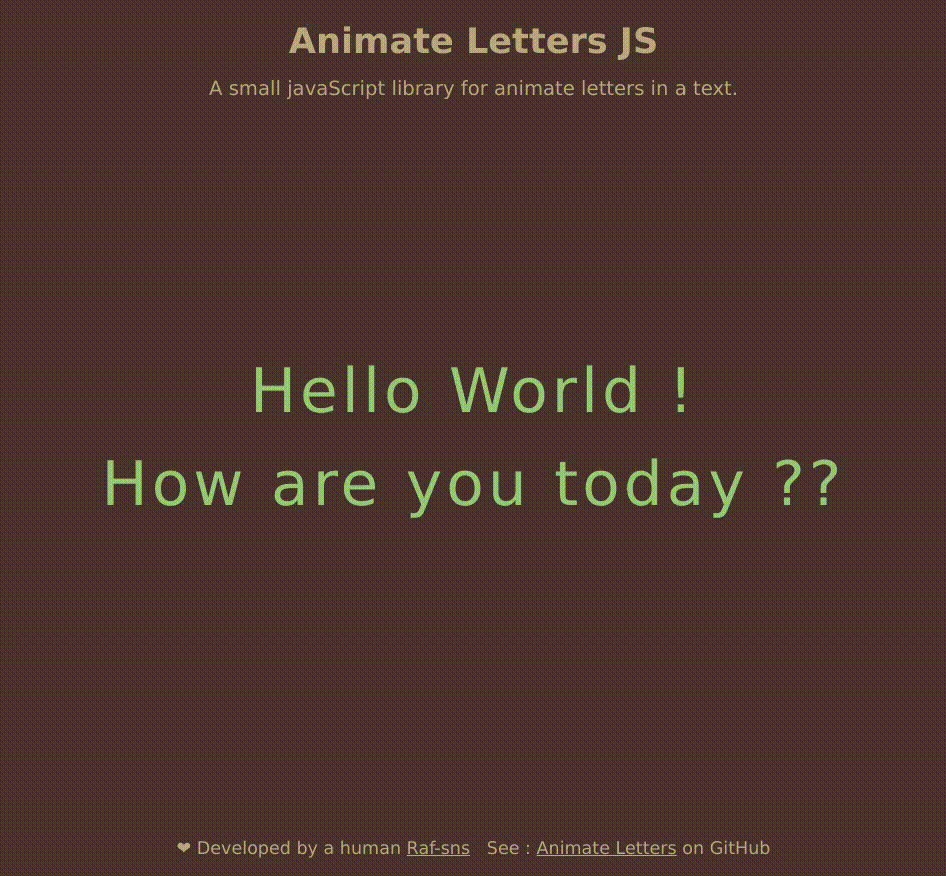 Animate Letters JS
A small javaScript library for animate letters in a text.
Hello World !
How are you today ??
❤ Developed by a human Raf-sns See : Animate Letters on GitHub